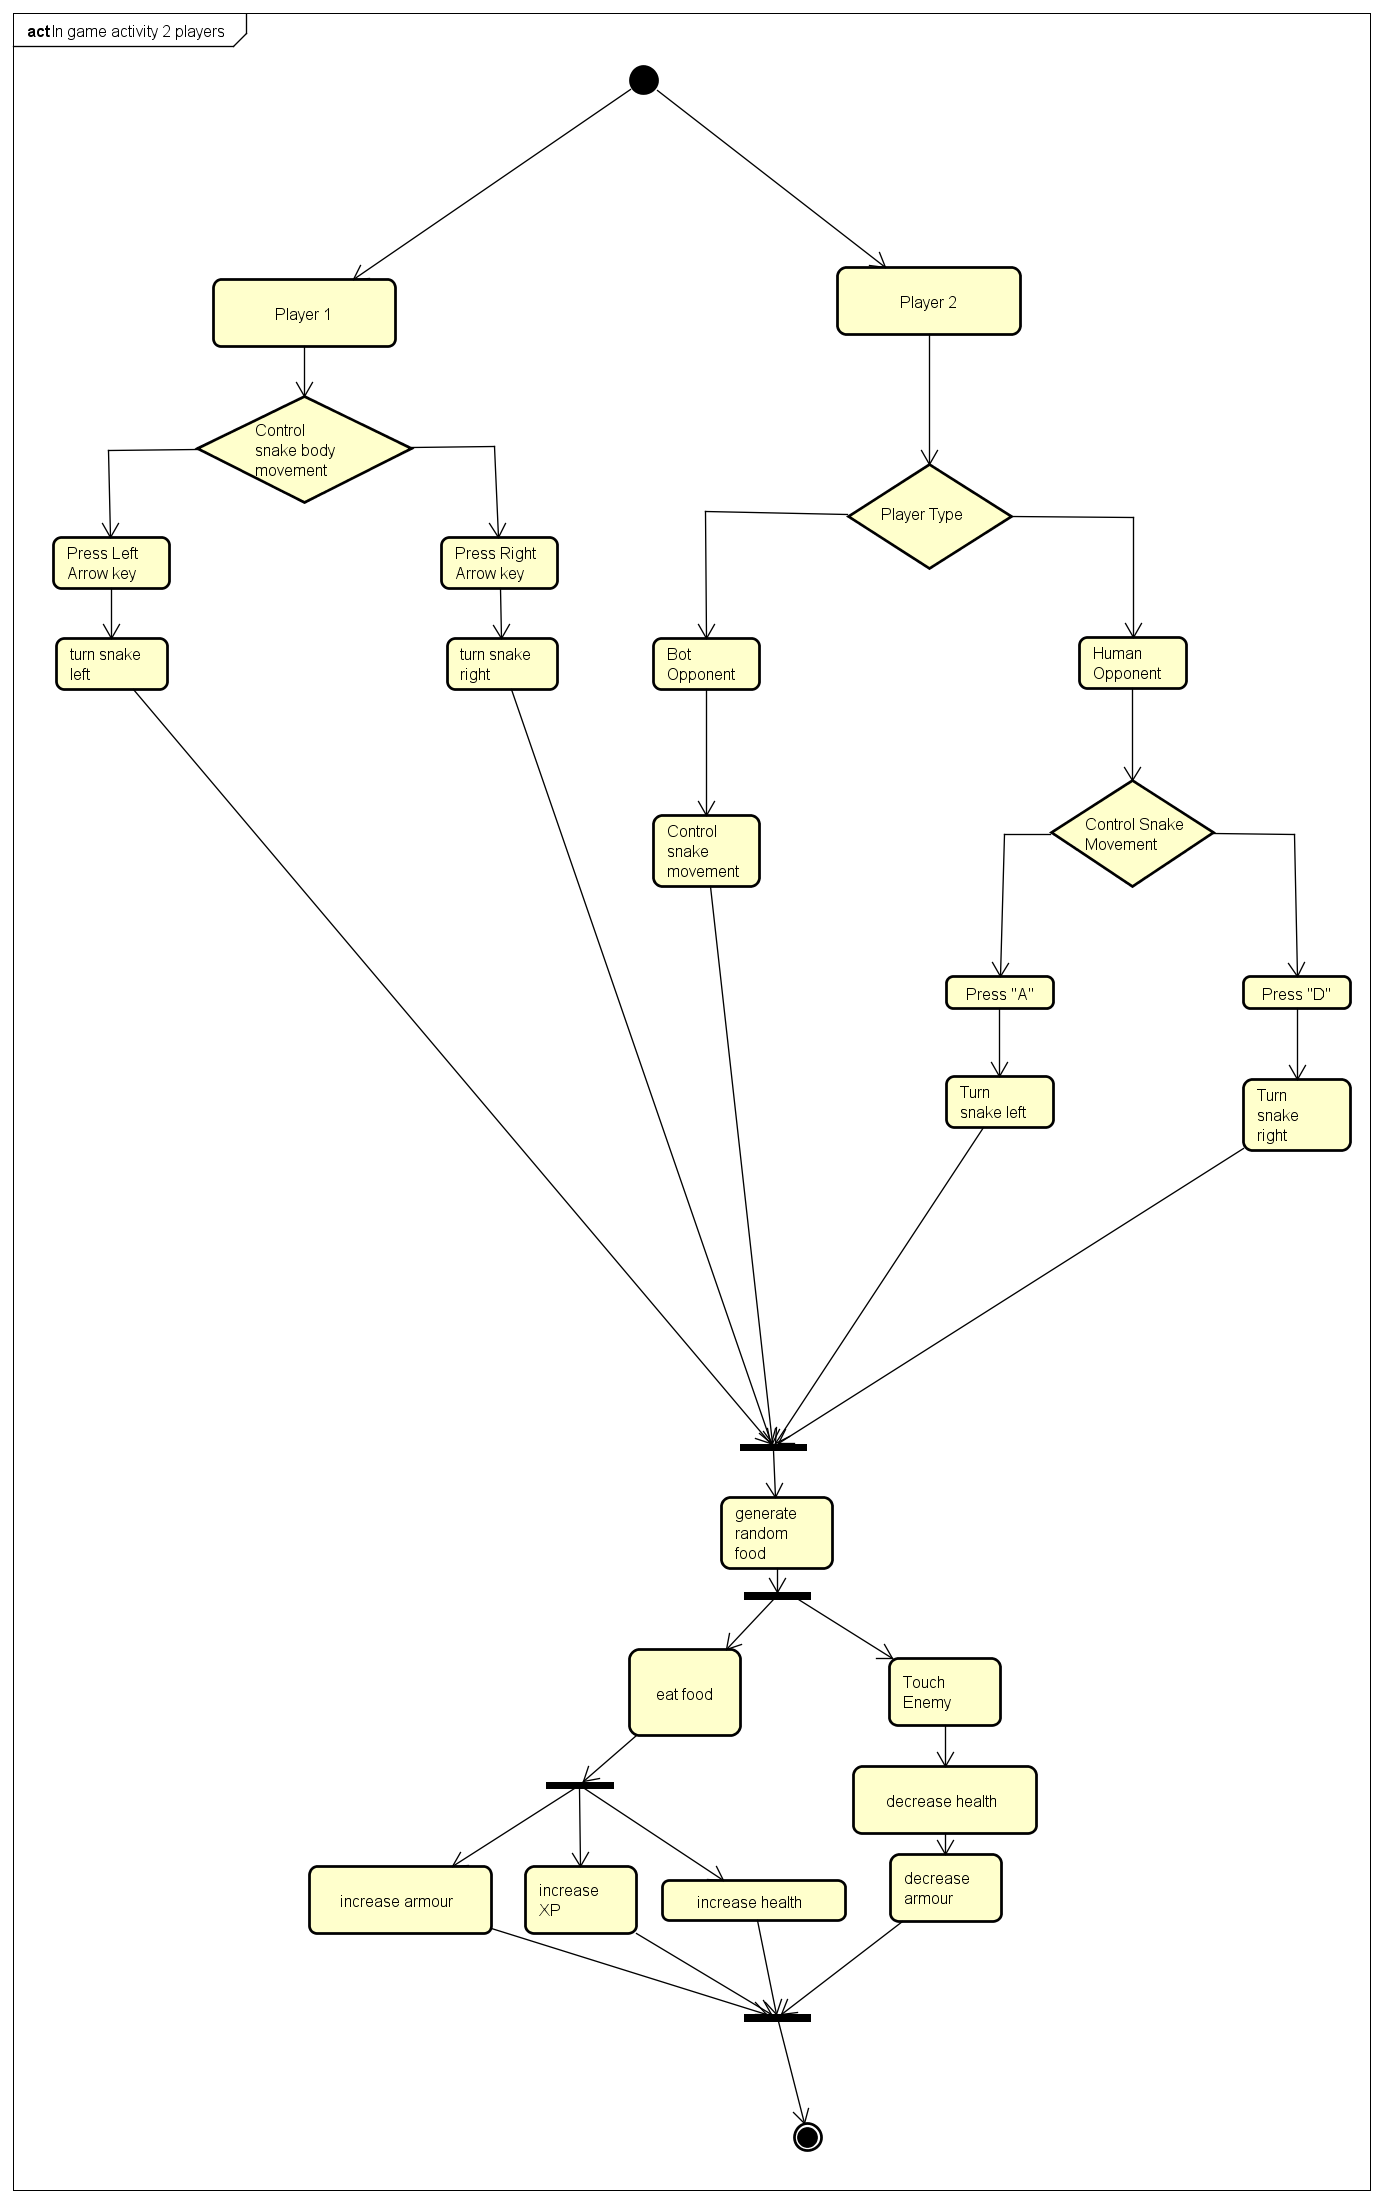 act In game activity 2 players
Player 1
Player 2
Control
snake body
movement
Player Type
Press Left
Arrow key
Press Right
Arrow key
turn snake
left
turn snake
right
Bot
Opponent
Human
Opponent
Control
snake
movement
Control Snake
Movement
Press "A"
Press "D"
Turn
snake left
Turn
snake
right
generate
random
food
eat food
Touch
Enemy
decrease health
increase armour
increase
XP
increase health
decrease
armour